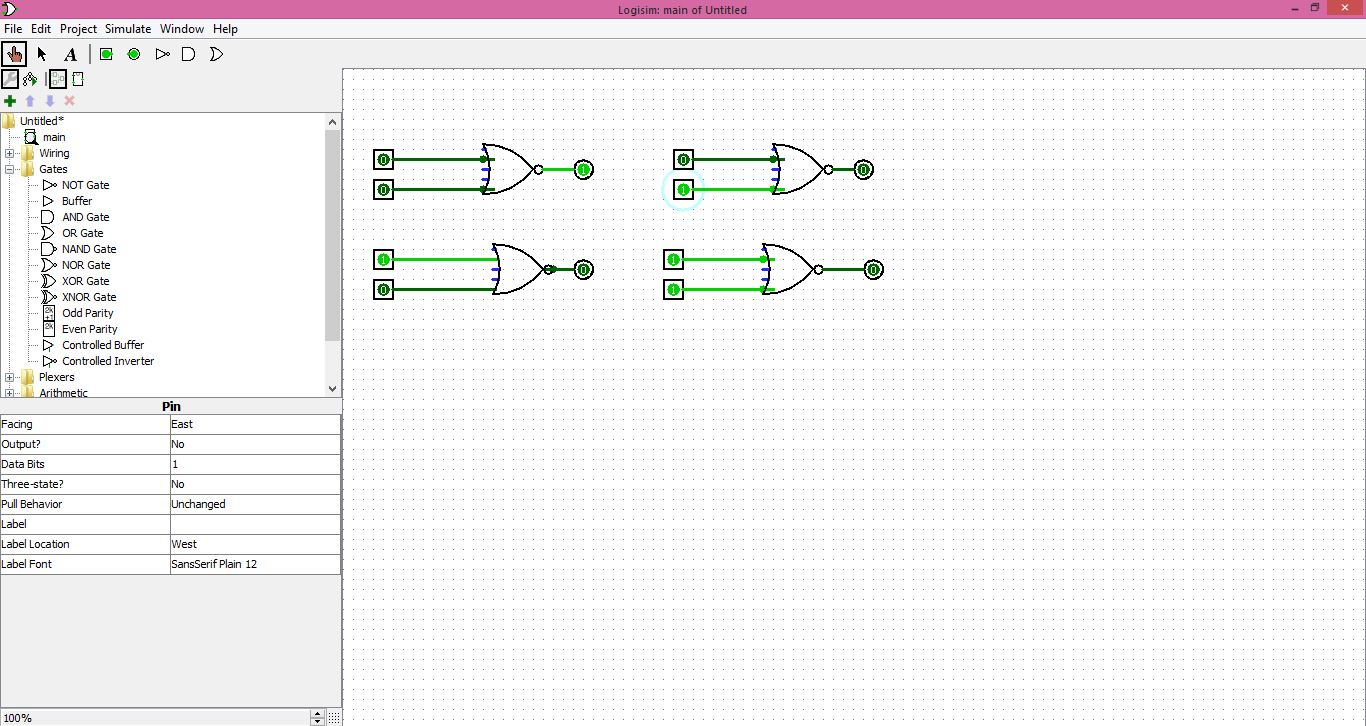 Logisim: main of Untitled
File Edit Project Simulate Window Help
A
Untitled*
main
Wiring
Gates
NOT Gate
Buffer
AND Gate
OR Gate
NAND Gate
NOR Gate
XOR Gate
XNOR Gate
2k
+1
Odd Parity
2k
Even Parity
Controlled Buffer
Controlled Inverter
Plexers
Arithmetic
Pin
Facing East
Output? No
Data Bits 1
Three-state? No
Pull Behavior Unchanged
Label
Label Location West
Label Font SansSerif Plain 12
100%
0 1 0
0 1 0
1 0 1
0 1 0